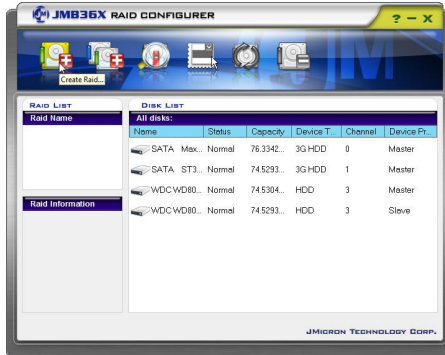 JMB36X RAID CONFIGURER
? – X
Create Raid...
RAID LIST
Raid Name
Raid Information
DISK LIST
All disks:
Name Status Capacity Device T... Channel Device Pr...
SATA Max... Normal 76.3342... 3G HDD 0 Master
SATA ST3... Normal 74.5293... 3G HDD 1 Master
WDC WD80... Normal 74.5304... HDD 3 Master
WDC WD80... Normal 74.5293... HDD 3 Slave
JMICRON TECHNOLOGY CORP.